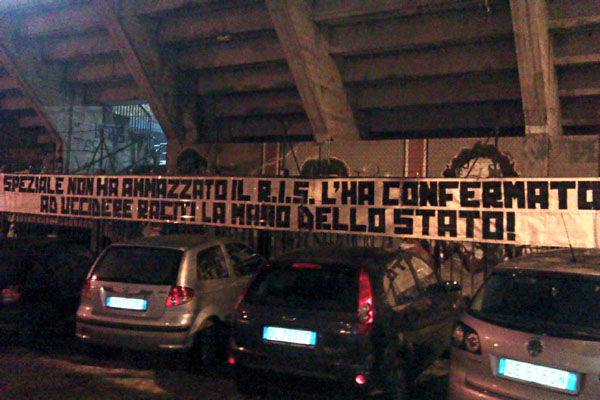 SPEZIALE NON HA AMMAZZATO IL R.I.S. L'HA CONFERMATO
AD UCCIDERE RACITI LA MANO DELLO STATO!